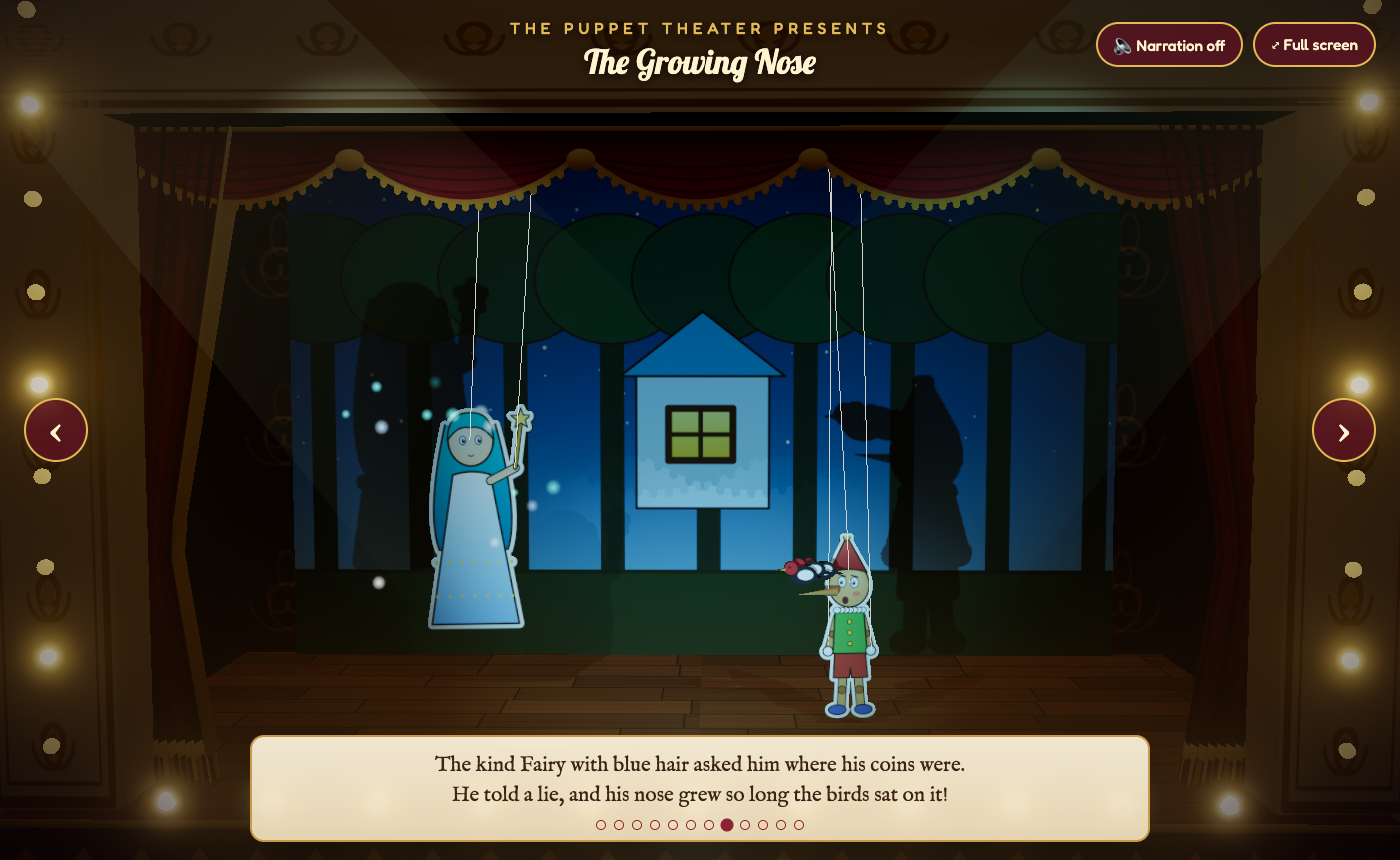 THE PUPPET THEATER PRESENTS
The Growing Nose
Narration off
Full screen
The kind Fairy with blue hair asked him where his coins were.
He told a lie, and his nose grew so long the birds sat on it!